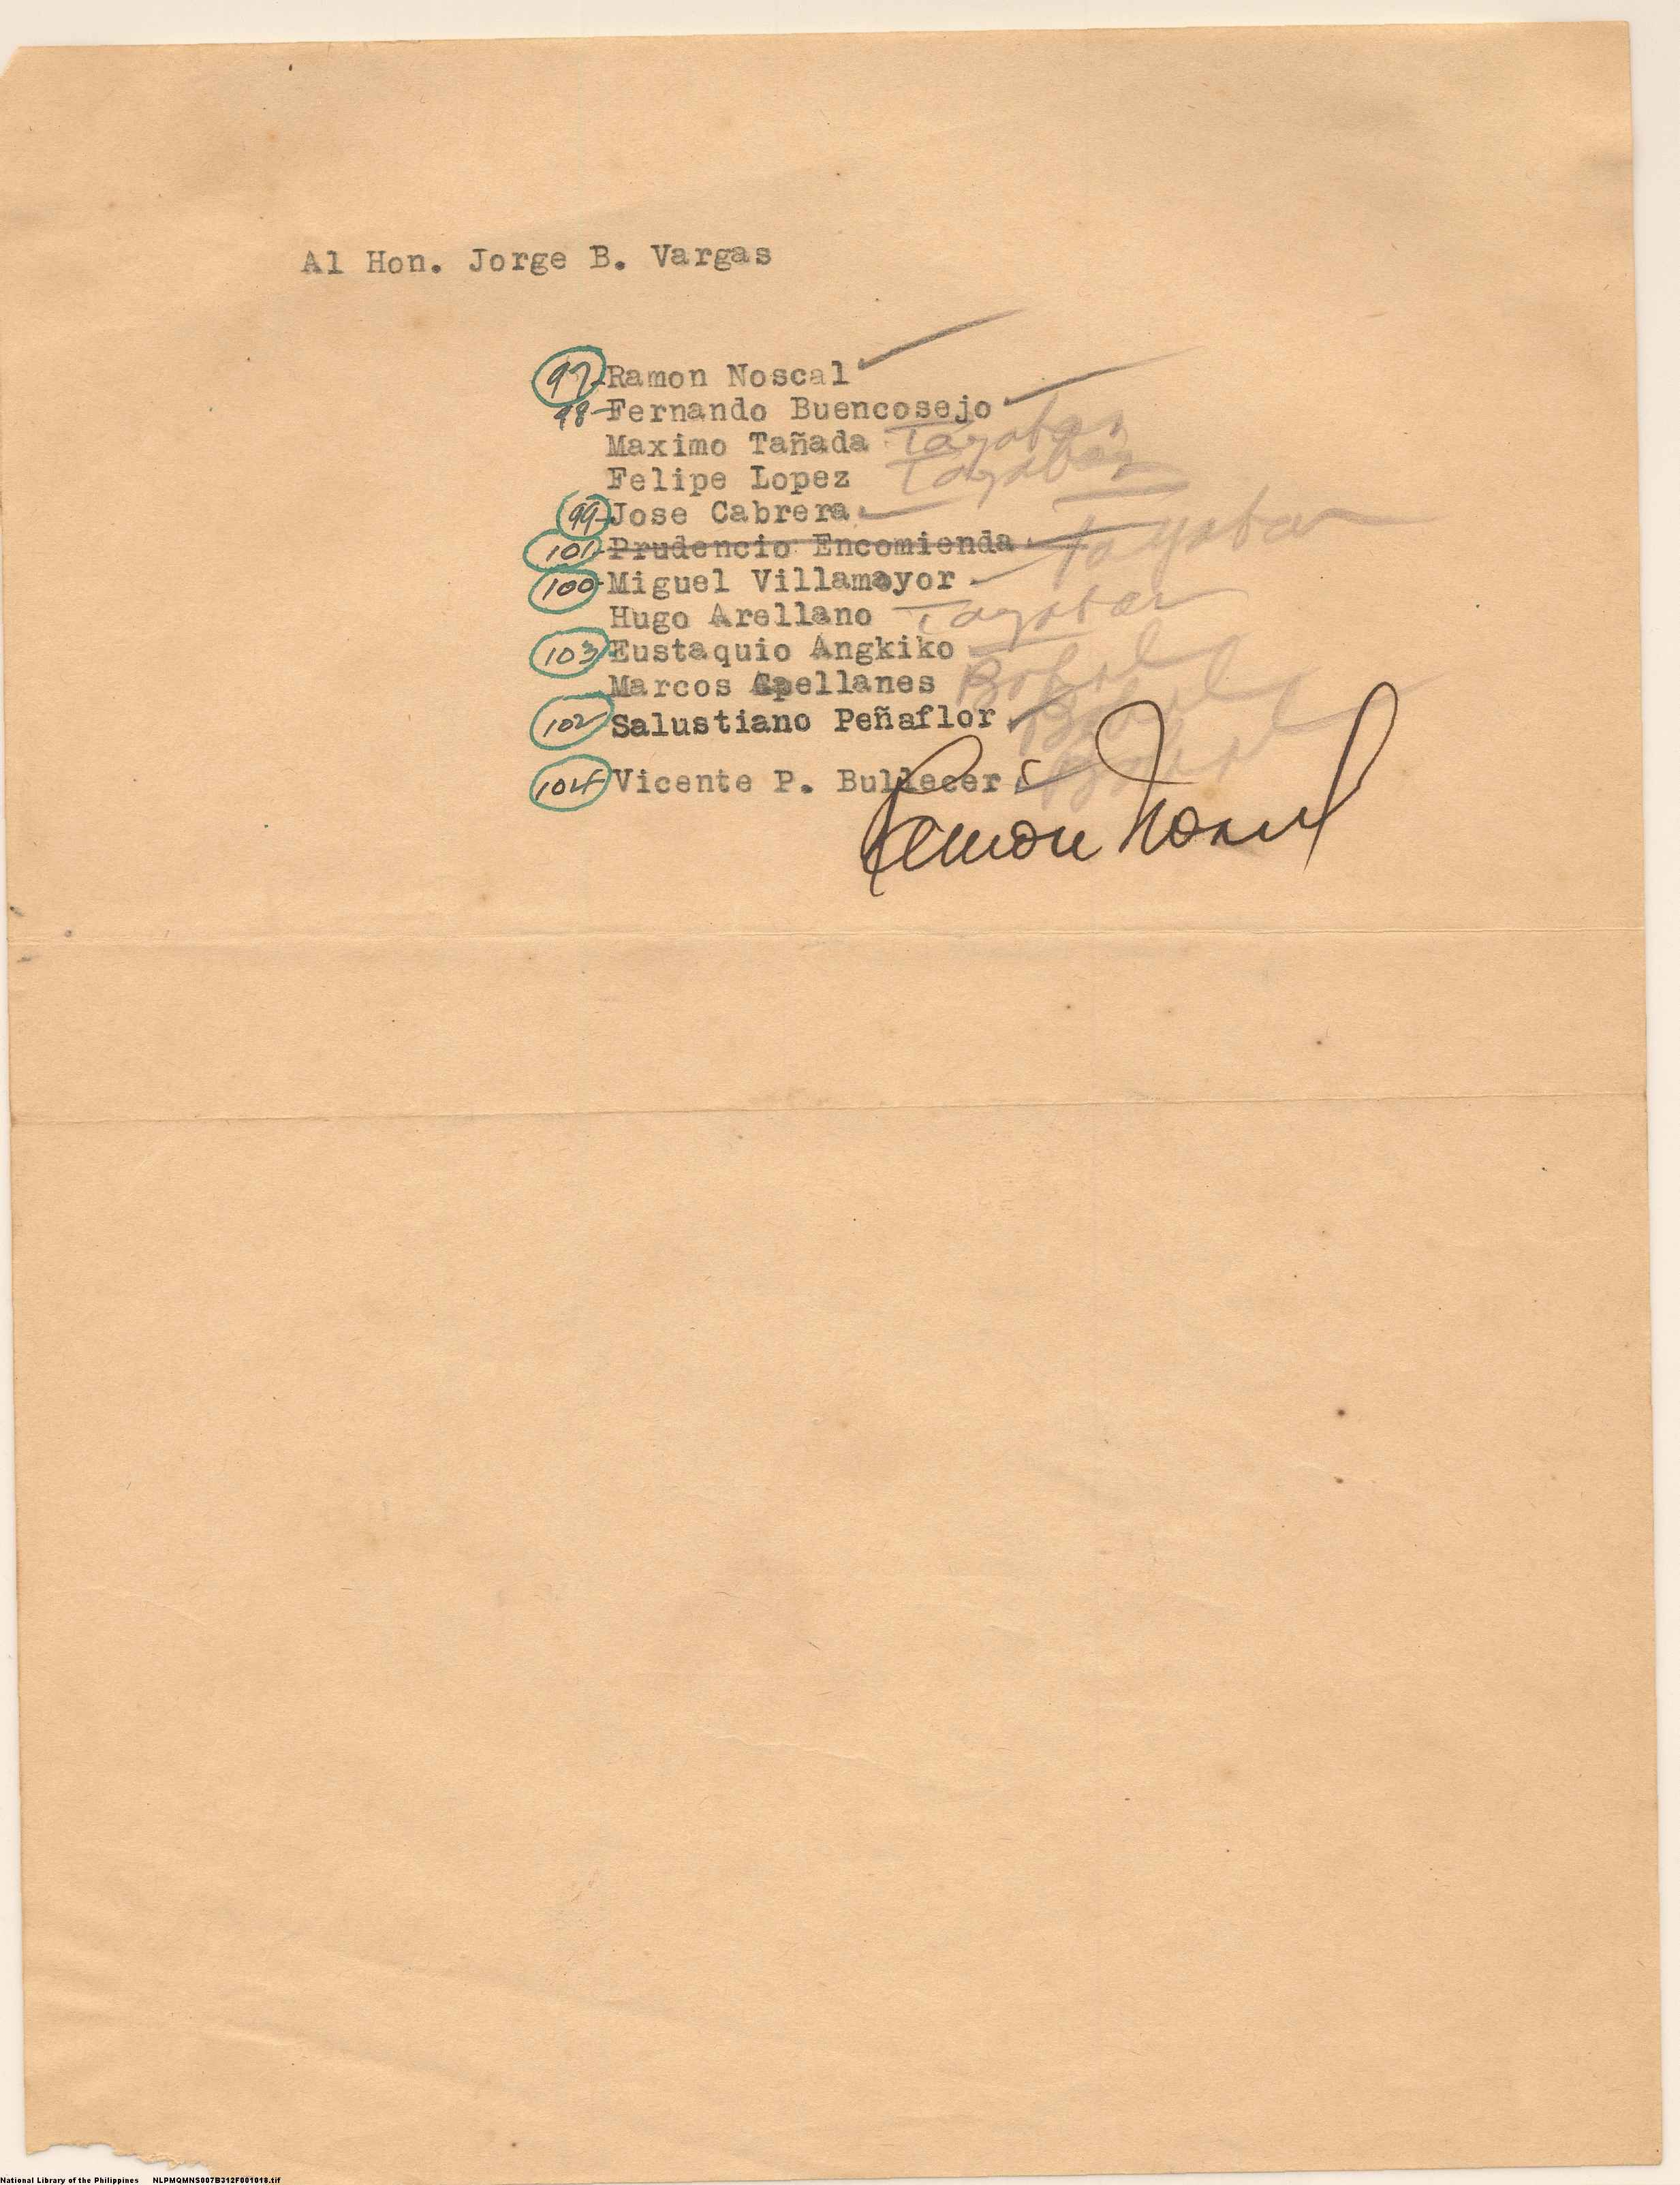 Al Hon. Jorge B. Vargas
97- Ramon Noscal
98- Fernando Buencosejo
Maximo Tañada Tayabas
Felipe Lopez Tayabas
99- Jose Cabrera
101- Prudencio Encomienda Tayabas
100- Miguel Villamayor
Hugo Arellano Tayabas
103 Eustaquio Angkiko
Marcos Apellanes Bohol
102 Salustiano Peñaflor Bohol
104 Vicente P. Bullecer Bohol
Ramon Noscal
National Library of the Philippines NLPMQMNS007B312F001018.tif